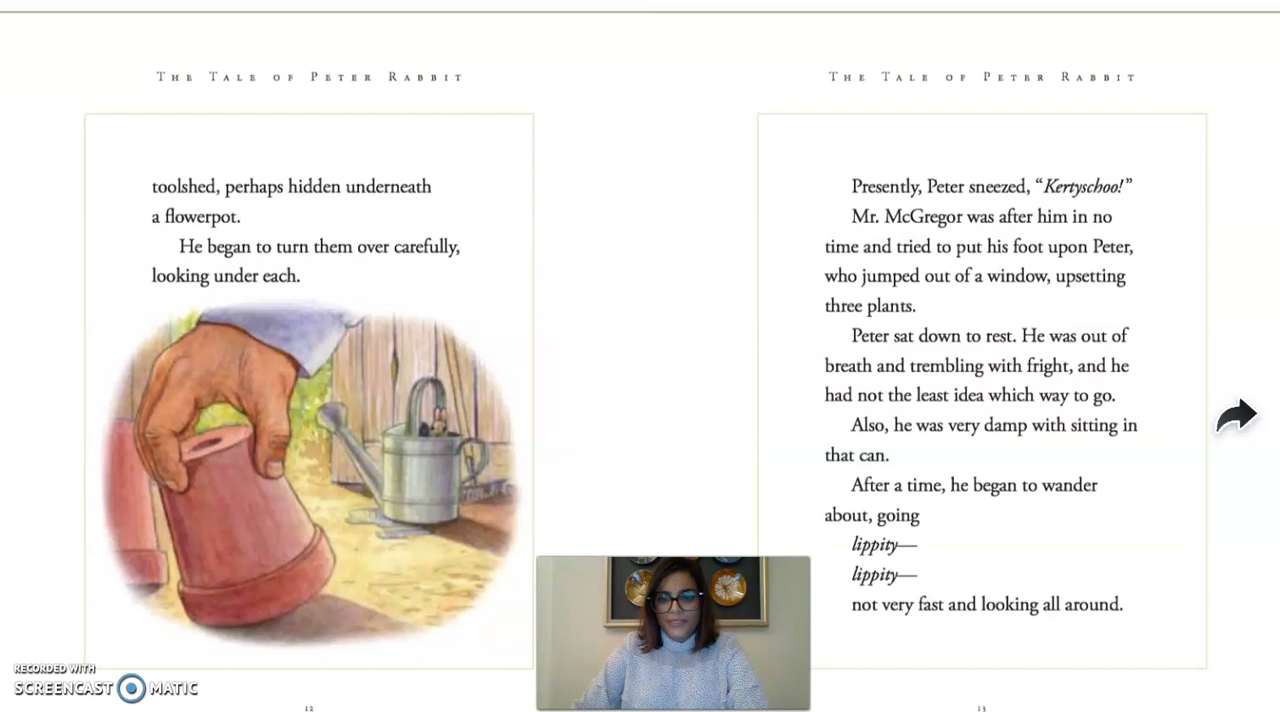 THE TALE OF PETER RABBIT
toolshed, perhaps hidden underneath
a flowerpot.
He began to turn them over carefully,
looking under each.
12
THE TALE OF PETER RABBIT
Presently, Peter sneezed, “Kertyschoo!”
Mr. McGregor was after him in no
time and tried to put his foot upon Peter,
who jumped out of a window, upsetting
three plants.
Peter sat down to rest. He was out of
breath and trembling with fright, and he
had not the least idea which way to go.
Also, he was very damp with sitting in
that can.
After a time, he began to wander
about, going
lippity—
lippity—
not very fast and looking all around.
13
RECORDED WITH
SCREENCAST MATIC